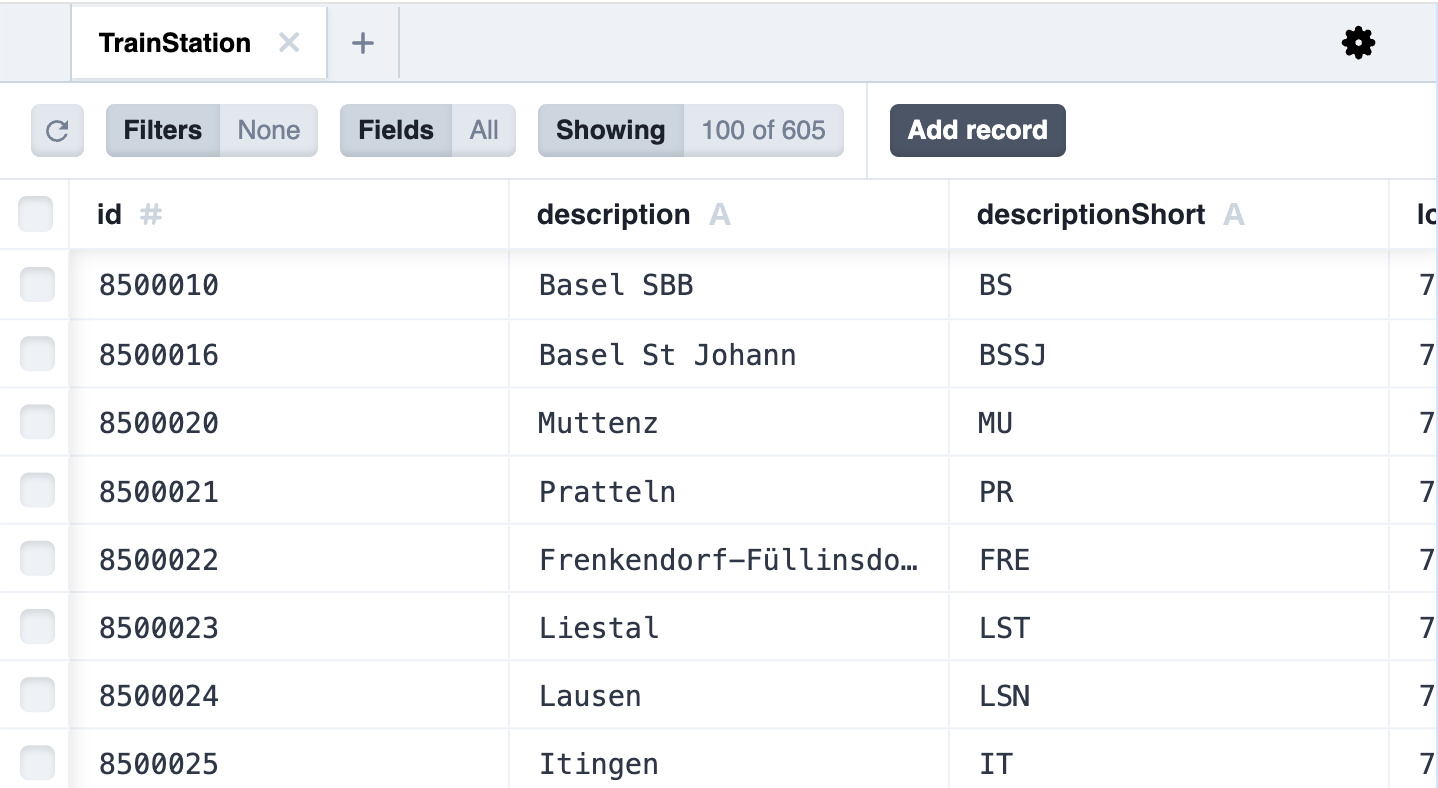 TrainStation
Filters None Fields All Showing 100 of 605 Add record
id # description A descriptionShort A lo
8500010 Basel SBB BS 7
8500016 Basel St Johann BSSJ 7
8500020 Muttenz MU 7
8500021 Pratteln PR 7
8500022 Frenkendorf-Füllinsdo… FRE 7
8500023 Liestal LST 7
8500024 Lausen LSN 7
8500025 Itingen IT 7